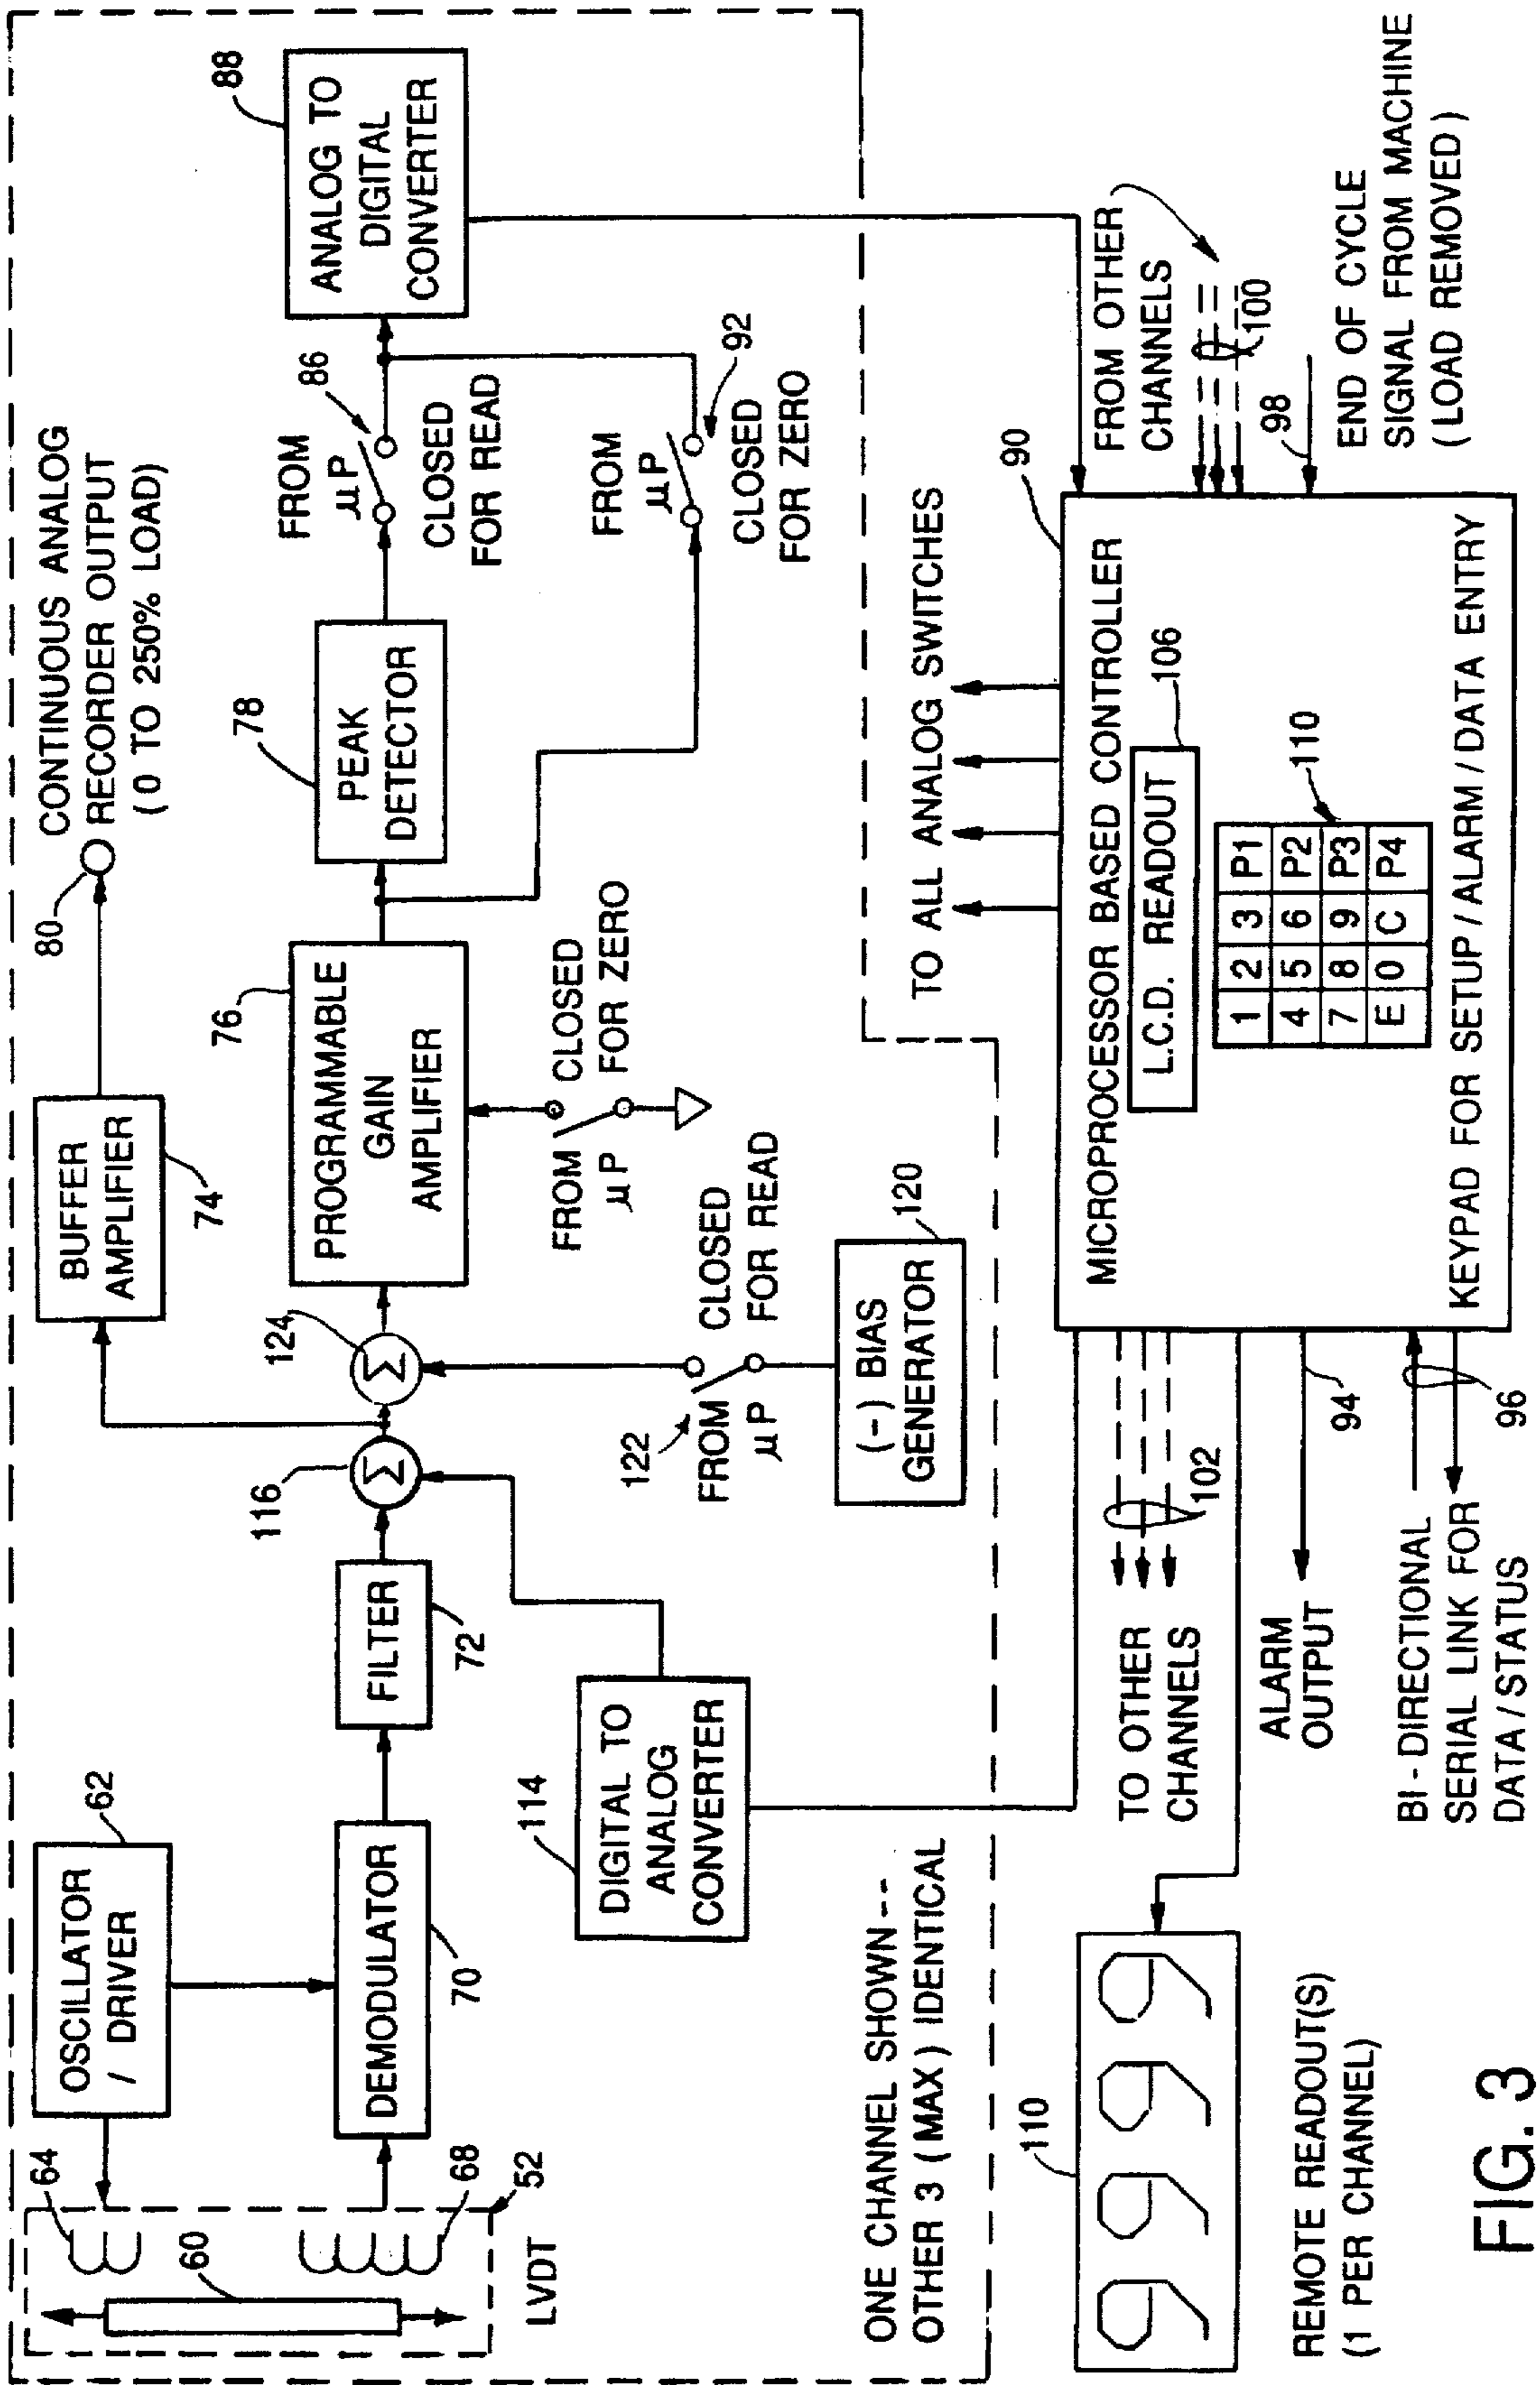 64
60
68
52
LVDT
62
OSCILLATOR
/ DRIVER
DEMODULATOR
70
FILTER
72
116
Σ
124
Σ
BUFFER
AMPLIFIER
74
80
CONTINUOUS ANALOG
RECORDER OUTPUT
(0 TO 250% LOAD)
76
PROGRAMMABLE
GAIN
AMPLIFIER
FROM
μP
CLOSED
FOR ZERO
78
PEAK
DETECTOR
FROM
μP
86
CLOSED
FOR READ
FROM
μP
92
CLOSED
FOR ZERO
88
ANALOG TO
DIGITAL
CONVERTER
114
DIGITAL TO
ANALOG
CONVERTER
122
FROM
μP
CLOSED
FOR READ
120
(-) BIAS
GENERATOR
ONE CHANNEL SHOWN--
OTHER 3 (MAX) IDENTICAL
TO ALL ANALOG SWITCHES
90
FROM OTHER
CHANNELS
100
98
END OF CYCLE
SIGNAL FROM MACHINE
(LOAD REMOVED)
MICROPROCESSOR BASED CONTROLLER
L.C.D. READOUT
106
110
1 2 3 P1
4 5 6 P2
7 8 9 P3
E 0 C P4
KEYPAD FOR SETUP / ALARM / DATA ENTRY
102
TO OTHER
CHANNELS
94
ALARM
OUTPUT
96
BI-DIRECTIONAL
SERIAL LINK FOR
DATA / STATUS
110
REMOTE READOUT(S)
(1 PER CHANNEL)
FIG. 3